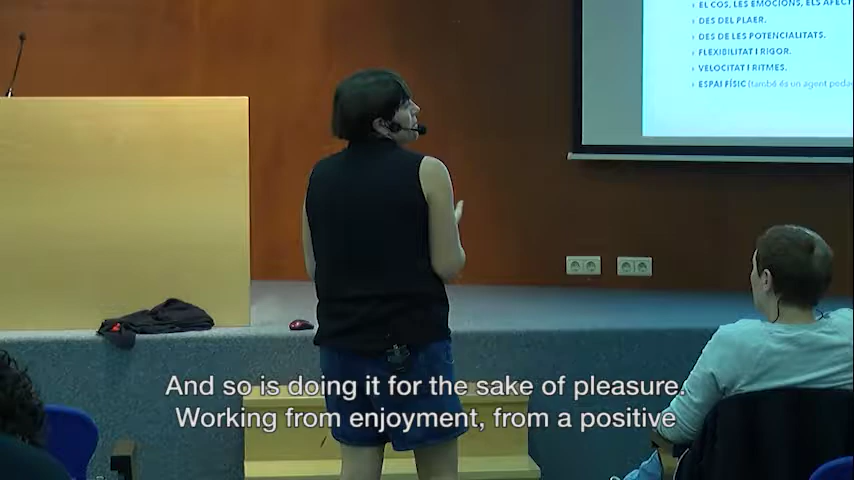 › EL COS, LES EMOCIONS, ELS AFECT
› DES DEL PLAER.
› DES DE LES POTENCIALITATS.
› FLEXIBILITAT I RIGOR.
› VELOCITAT I RITMES.
› ESPAI FÍSIC (també és un agent peda
And so is doing it for the sake of pleasure.
Working from enjoyment, from a positive